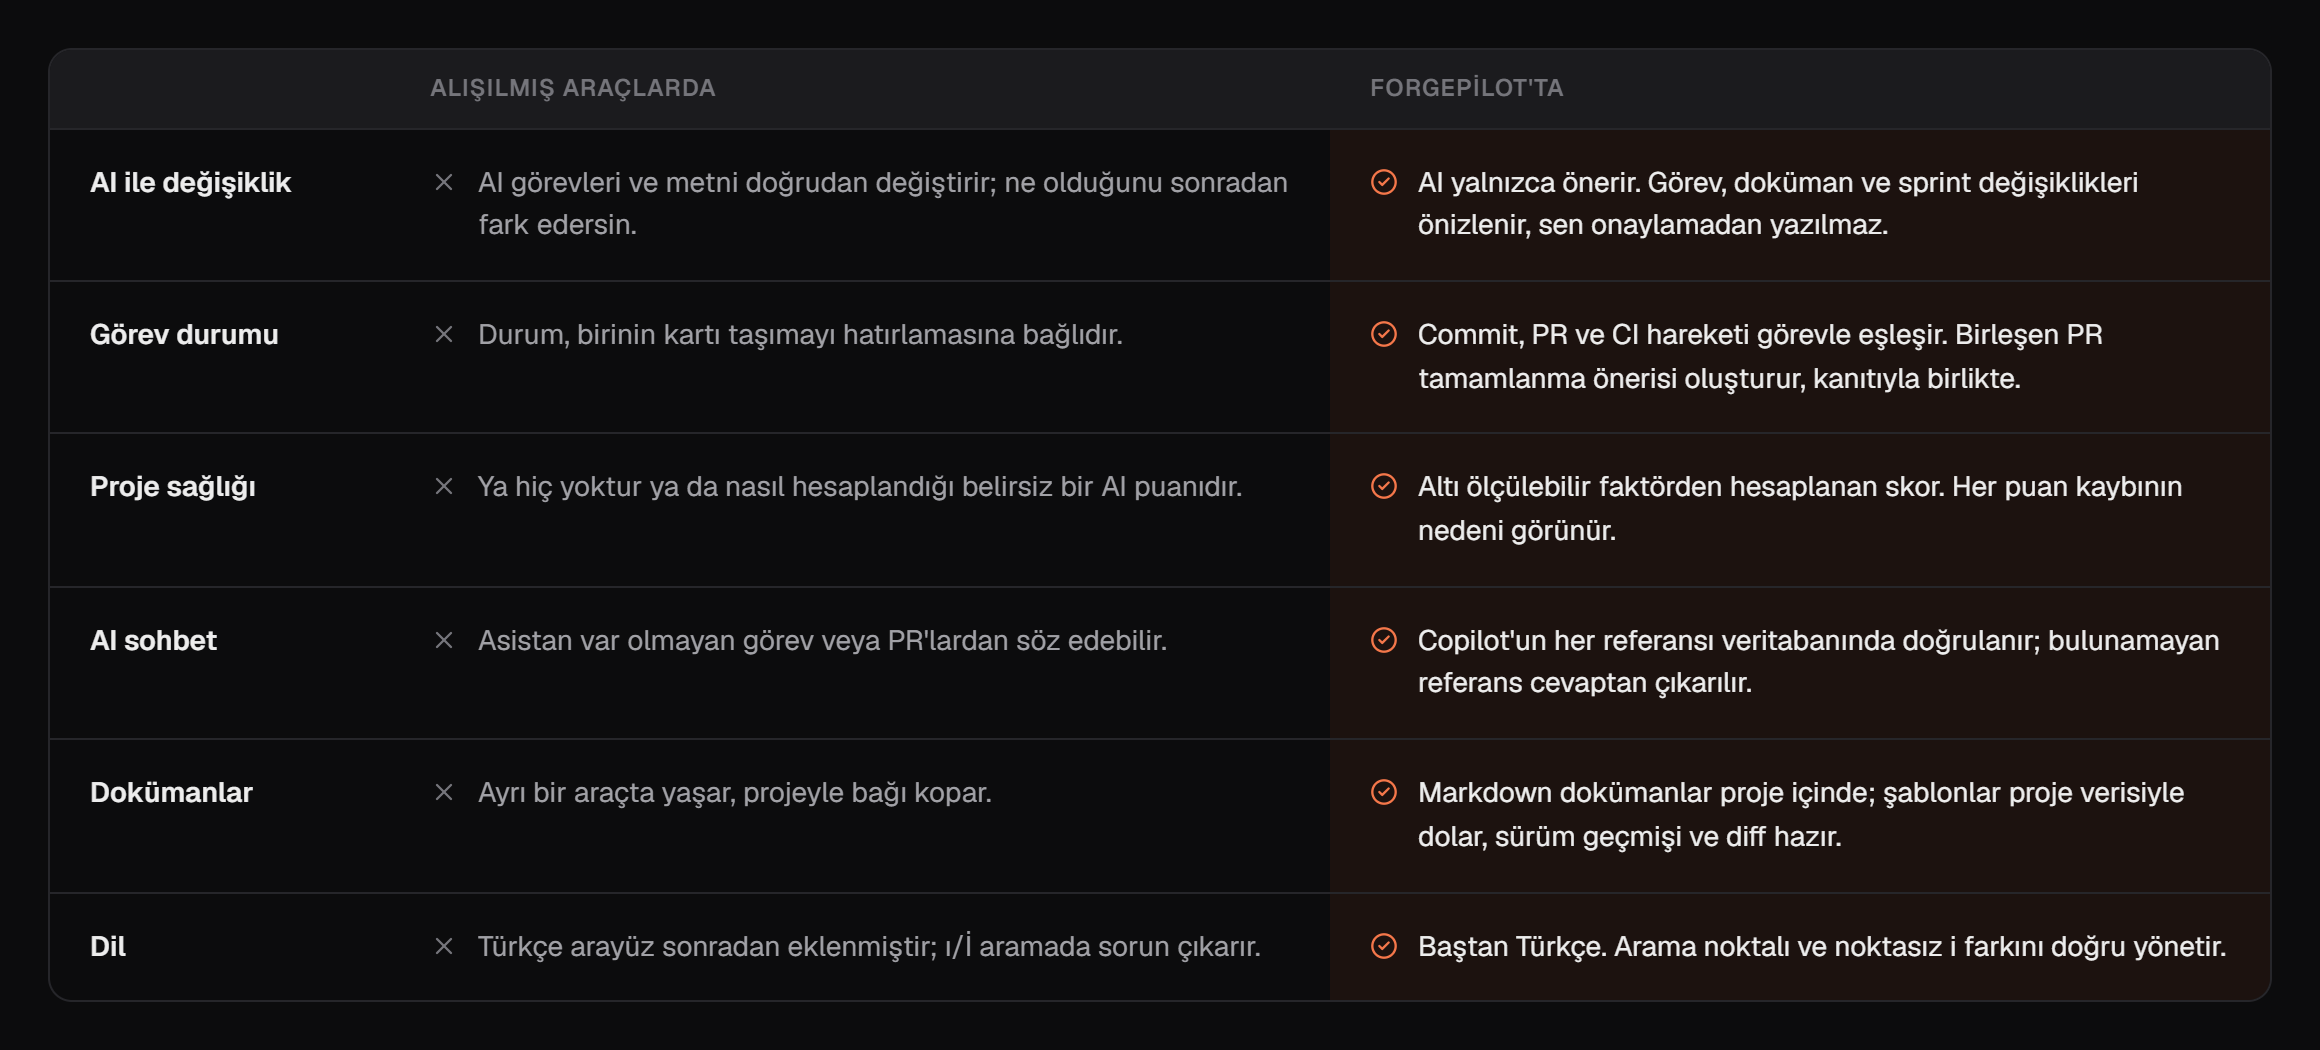 ALIŞILMIŞ ARAÇLARDA
FORGEPİLOT'TA
AI ile değişiklik
AI görevleri ve metni doğrudan değiştirir; ne olduğunu sonradan
fark edersin.
AI yalnızca önerir. Görev, doküman ve sprint değişiklikleri
önizlenir, sen onaylamadan yazılmaz.
Görev durumu
Durum, birinin kartı taşımayı hatırlamasına bağlıdır.
Commit, PR ve CI hareketi görevle eşleşir. Birleşen PR
tamamlanma önerisi oluşturur, kanıtıyla birlikte.
Proje sağlığı
Ya hiç yoktur ya da nasıl hesaplandığı belirsiz bir AI puanıdır.
Altı ölçülebilir faktörden hesaplanan skor. Her puan kaybının
nedeni görünür.
AI sohbet
Asistan var olmayan görev veya PR'lardan söz edebilir.
Copilot'un her referansı veritabanında doğrulanır; bulunamayan
referans cevaptan çıkarılır.
Dokümanlar
Ayrı bir araçta yaşar, projeyle bağı kopar.
Markdown dokümanlar proje içinde; şablonlar proje verisiyle
dolar, sürüm geçmişi ve diff hazır.
Dil
Türkçe arayüz sonradan eklenmiştir; ı/İ aramada sorun çıkarır.
Baştan Türkçe. Arama noktalı ve noktasız i farkını doğru yönetir.